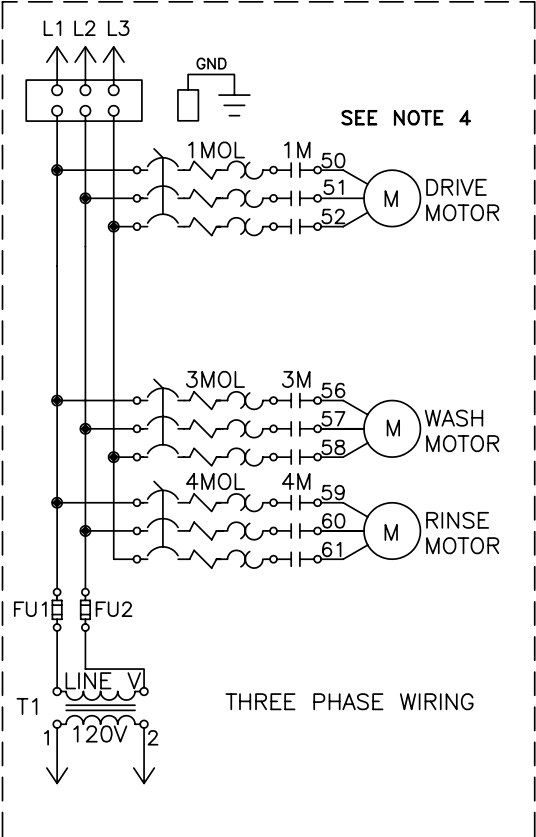 L1 L2 L3
GND
SEE NOTE 4
1MOL 1M 50
51
52
M
DRIVE
MOTOR
3MOL 3M 56
57
58
M
WASH
MOTOR
4MOL 4M 59
60
61
M
RINSE
MOTOR
FU1 FU2
LINE V
T1
THREE PHASE WIRING
1 120V 2